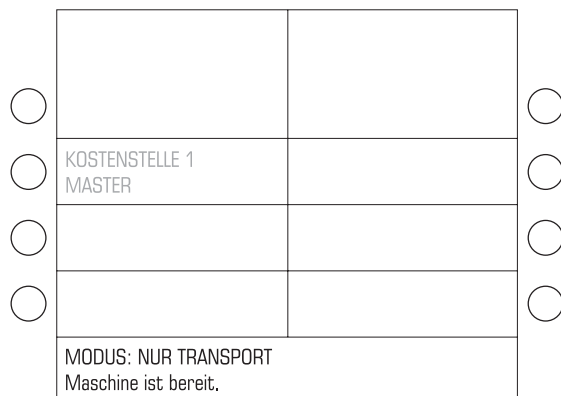 KOSTENSTELLE 1
MASTER
MODUS: NUR TRANSPORT
Maschine ist bereit.